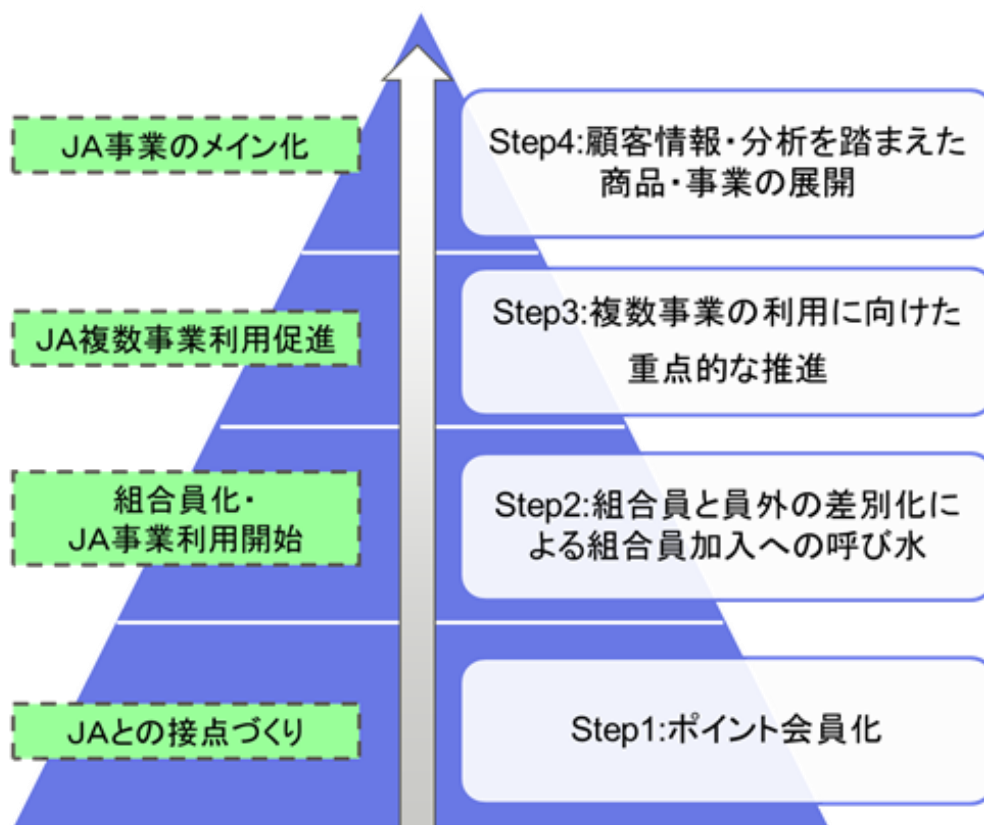 JA事業のメイン化
Step4:顧客情報・分析を踏まえた
商品・事業の展開
JA複数事業利用促進
Step3:複数事業の利用に向けた
重点的な推進
組合員化・
JA事業利用開始
Step2:組合員と員外の差別化に
よる組合員加入への呼び水
JAとの接点づくり
Step1:ポイント会員化